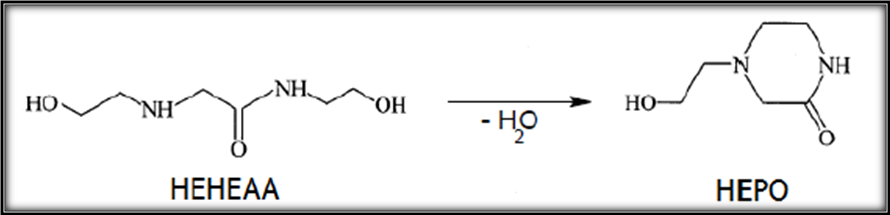 HO NH O NH OH
- H2O
HO N NH O
HEHEAA
HEPO